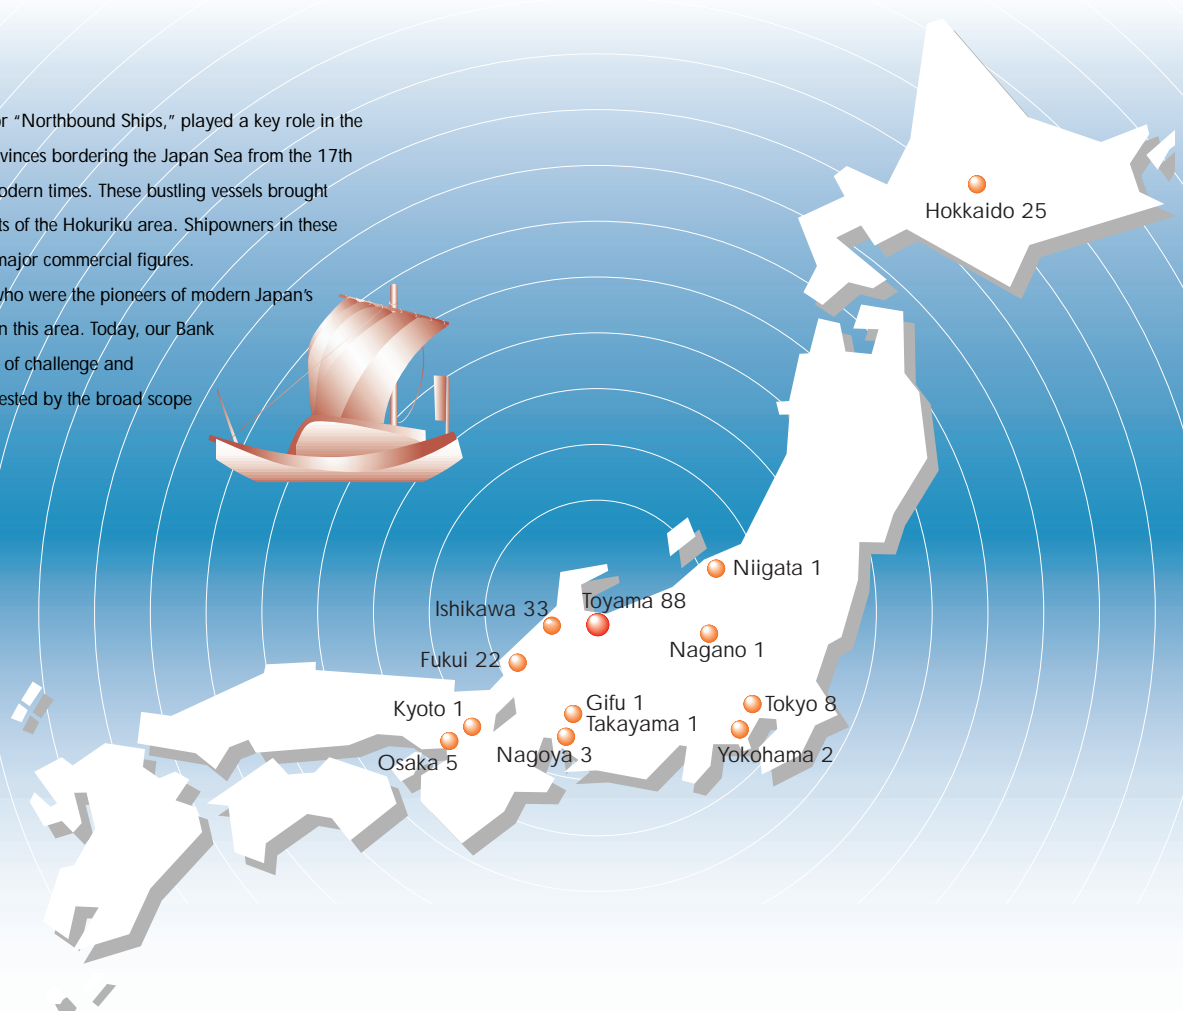 r “Northbound Ships,” played a key role in the
vinces bordering the Japan Sea from the 17th
odern times. These bustling vessels brought
ts of the Hokuriku area. Shipowners in these
major commercial figures.
who were the pioneers of modern Japan’s
n this area. Today, our Bank
of challenge and
ested by the broad scope
Hokkaido 25
Niigata 1
Toyama 88
Ishikawa 33
Nagano 1
Fukui 22
Gifu 1
Tokyo 8
Kyoto 1
Takayama 1
Nagoya 3
Yokohama 2
Osaka 5